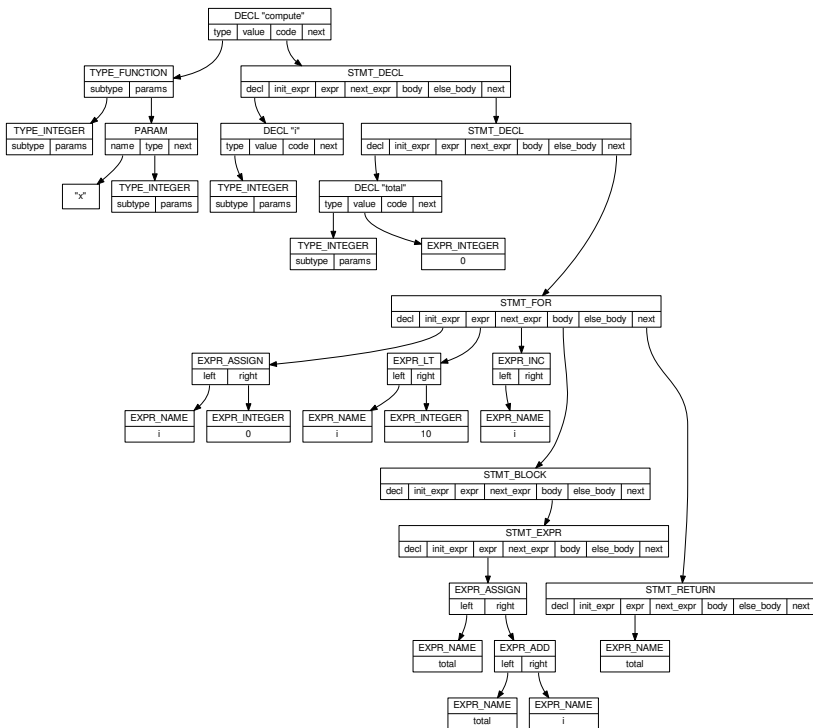 DECL "compute"
type value code next
TYPE_FUNCTION
subtype params
STMT_DECL
decl init_expr expr next_expr body else_body next
TYPE_INTEGER
subtype params
PARAM
name type next
DECL "i"
type value code next
STMT_DECL
decl init_expr expr next_expr body else_body next
"x"
TYPE_INTEGER
subtype params
TYPE_INTEGER
subtype params
DECL "total"
type value code next
TYPE_INTEGER
subtype params
EXPR_INTEGER
0
STMT_FOR
decl init_expr expr next_expr body else_body next
EXPR_ASSIGN
left right
EXPR_LT
left right
EXPR_INC
left right
EXPR_NAME
i
EXPR_INTEGER
0
EXPR_NAME
i
EXPR_INTEGER
10
EXPR_NAME
i
STMT_BLOCK
decl init_expr expr next_expr body else_body next
STMT_EXPR
decl init_expr expr next_expr body else_body next
EXPR_ASSIGN
left right
STMT_RETURN
decl init_expr expr next_expr body else_body next
EXPR_NAME
total
EXPR_ADD
left right
EXPR_NAME
total
EXPR_NAME
total
EXPR_NAME
i